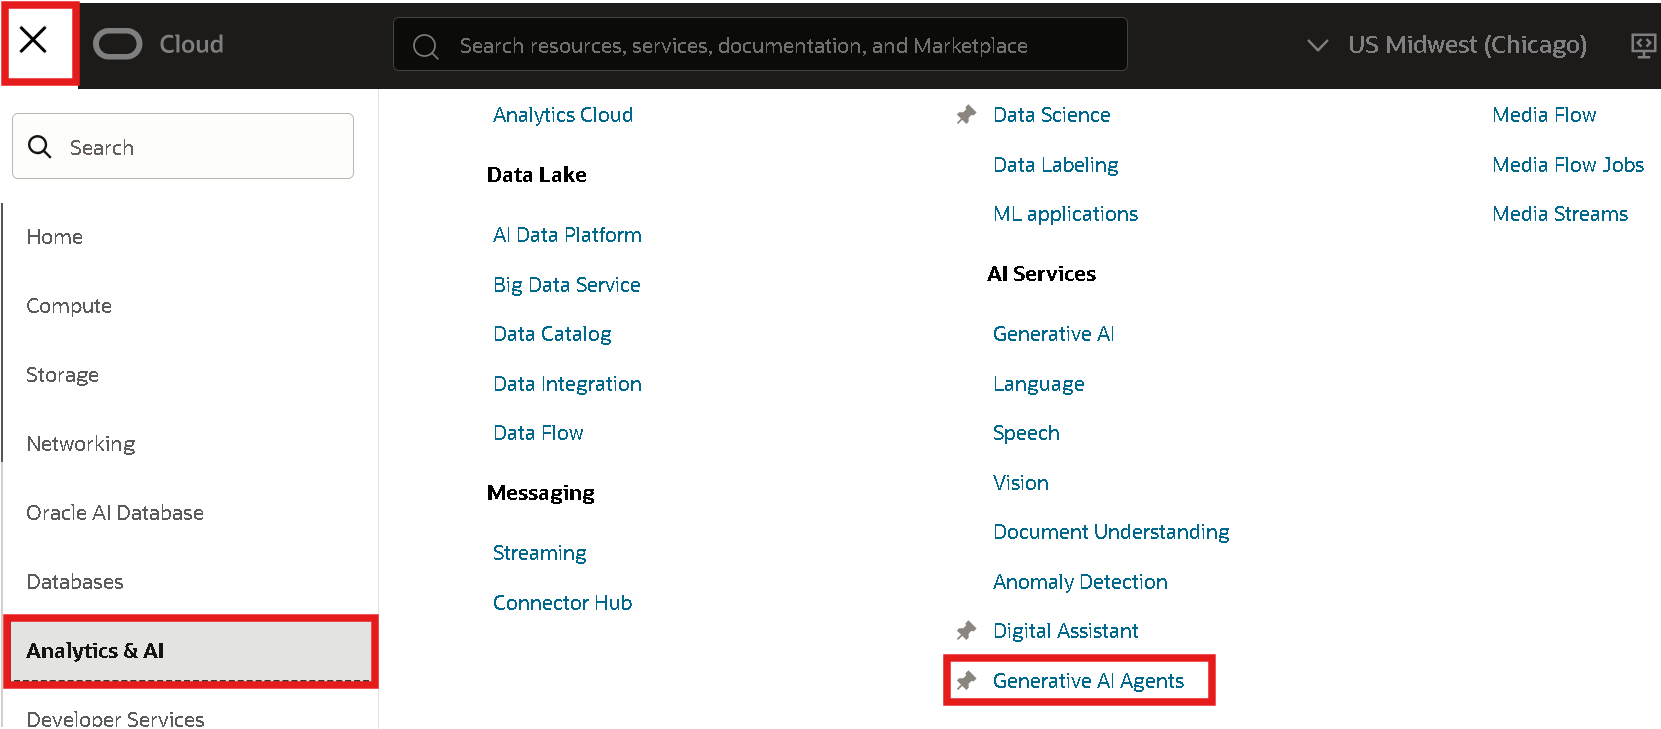 Cloud
Search resources, services, documentation, and Marketplace
US Midwest (Chicago)
Search
Home
Compute
Storage
Networking
Oracle AI Database
Databases
Analytics & AI
Developer Services
Analytics Cloud
Data Lake
AI Data Platform
Big Data Service
Data Catalog
Data Integration
Data Flow
Messaging
Streaming
Connector Hub
Data Science
Data Labeling
ML applications
AI Services
Generative AI
Language
Speech
Vision
Document Understanding
Anomaly Detection
Digital Assistant
Generative AI Agents
Media Flow
Media Flow Jobs
Media Streams